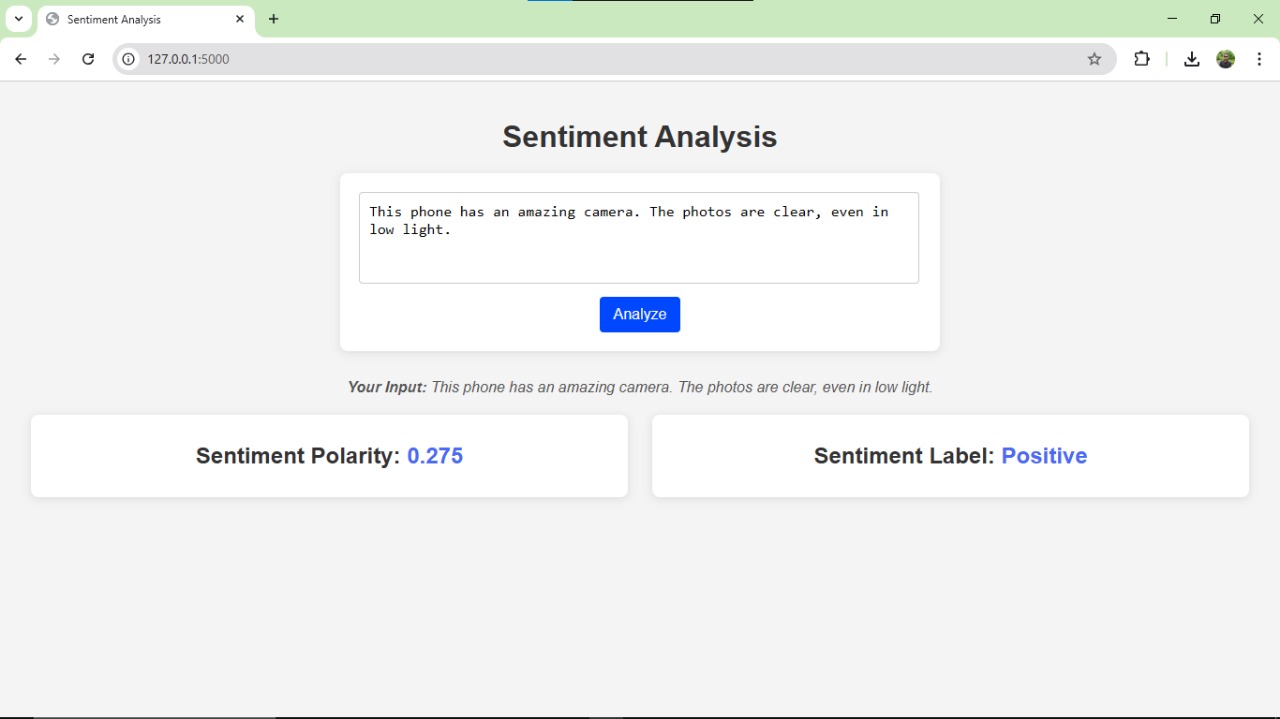 Sentiment Analysis
127.0.0.1:5000
Sentiment Analysis
This phone has an amazing camera. The photos are clear, even in
low light.
Analyze
Your Input: This phone has an amazing camera. The photos are clear, even in low light.
Sentiment Polarity: 0.275
Sentiment Label: Positive